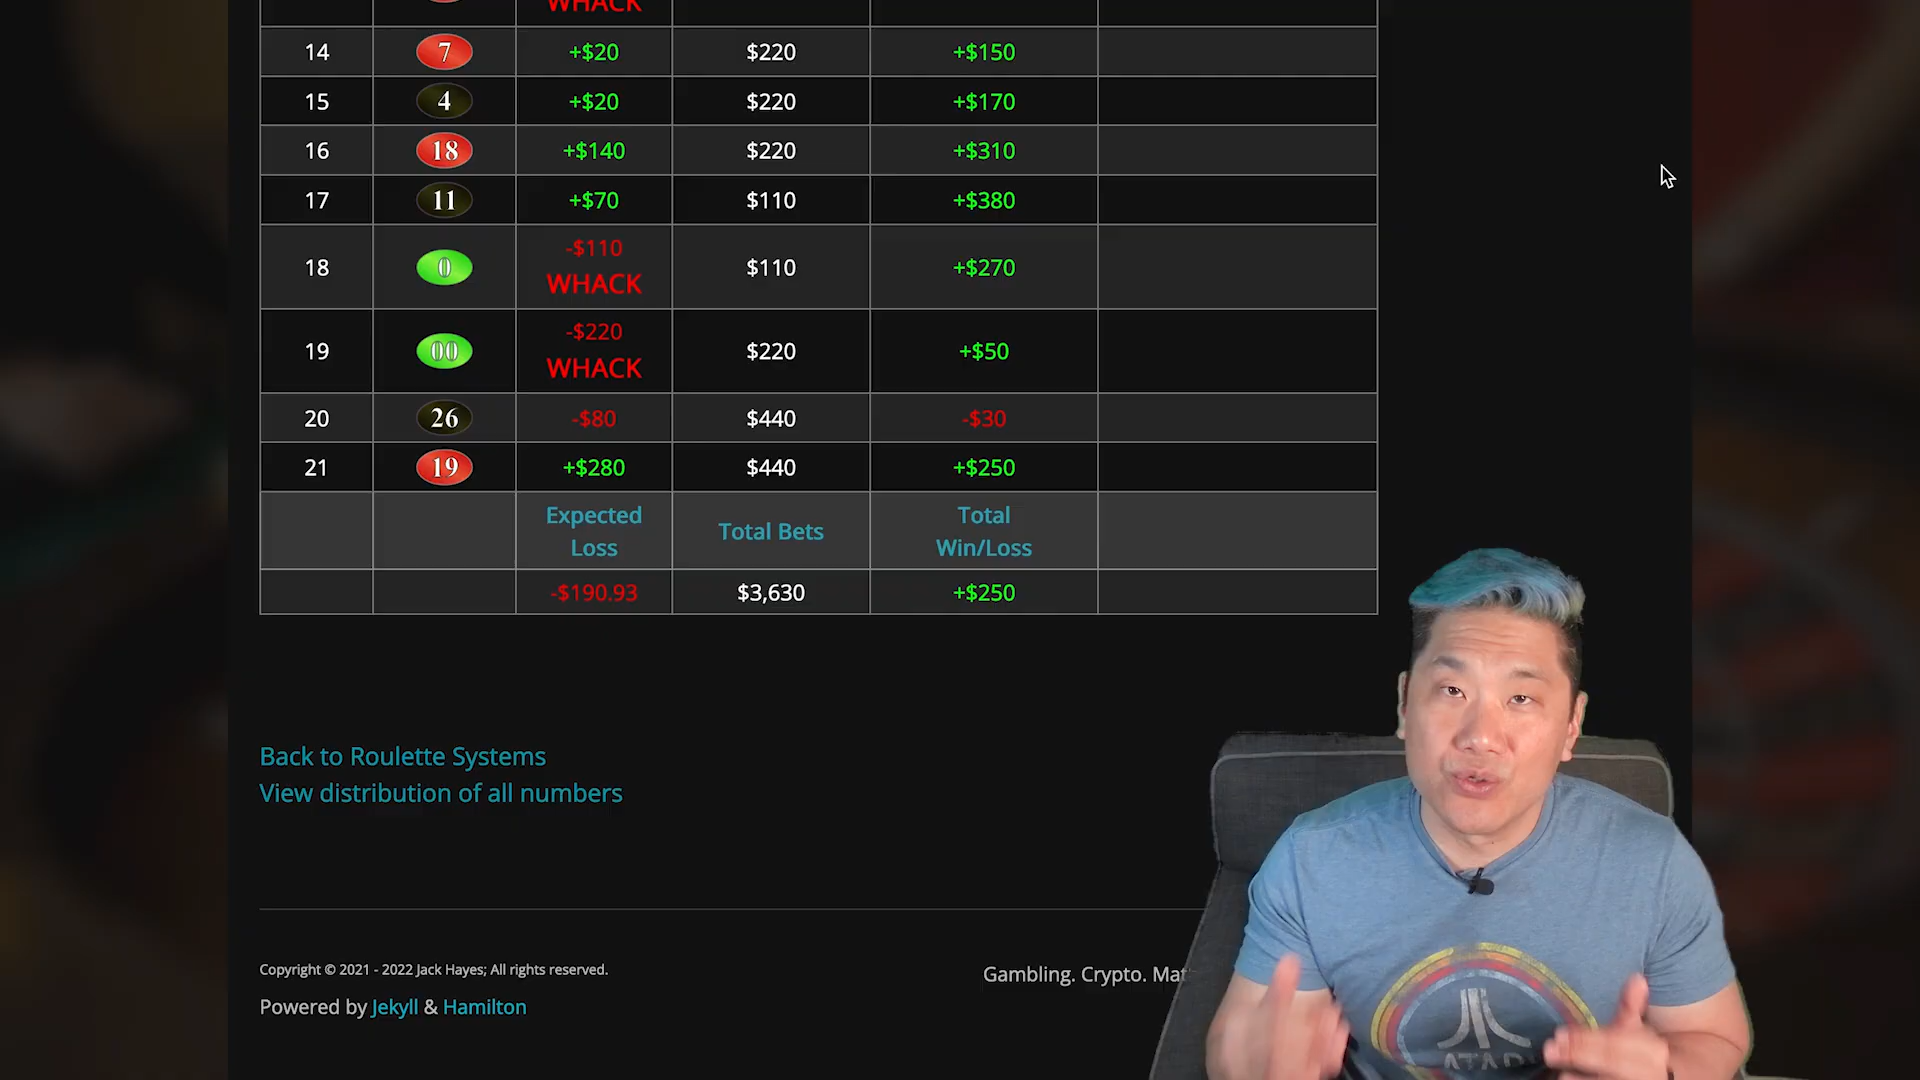 WHACK
14 7 +$20 $220 +$150
15 4 +$20 $220 +$170
16 18 +$140 $220 +$310
17 11 +$70 $110 +$380
18 0 -$110 WHACK $110 +$270
19 00 -$220 WHACK $220 +$50
20 26 -$80 $440 -$30
21 19 +$280 $440 +$250
Expected Loss Total Bets Total Win/Loss
-$190.93 $3,630 +$250
Back to Roulette Systems
View distribution of all numbers
Copyright © 2021 - 2022 Jack Hayes; All rights reserved.
Gambling. Crypto.
Powered by Jekyll & Hamilton
ATARI